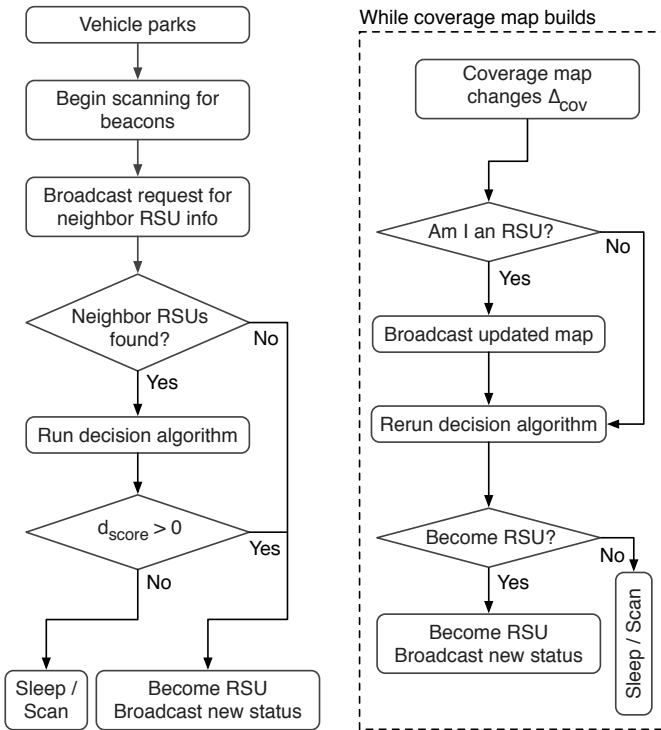 Vehicle parks
Begin scanning for
beacons
Broadcast request for
neighbor RSU info
Neighbor RSUs
found?
No
Yes
Run decision algorithm
d_score > 0
Yes
No
Sleep /
Scan
Become RSU
Broadcast new status
While coverage map builds
Coverage map
changes Δ_cov
Am I an RSU?
No
Yes
Broadcast updated map
Rerun decision algorithm
Become RSU?
No
Yes
Become RSU
Broadcast new status
Sleep / Scan